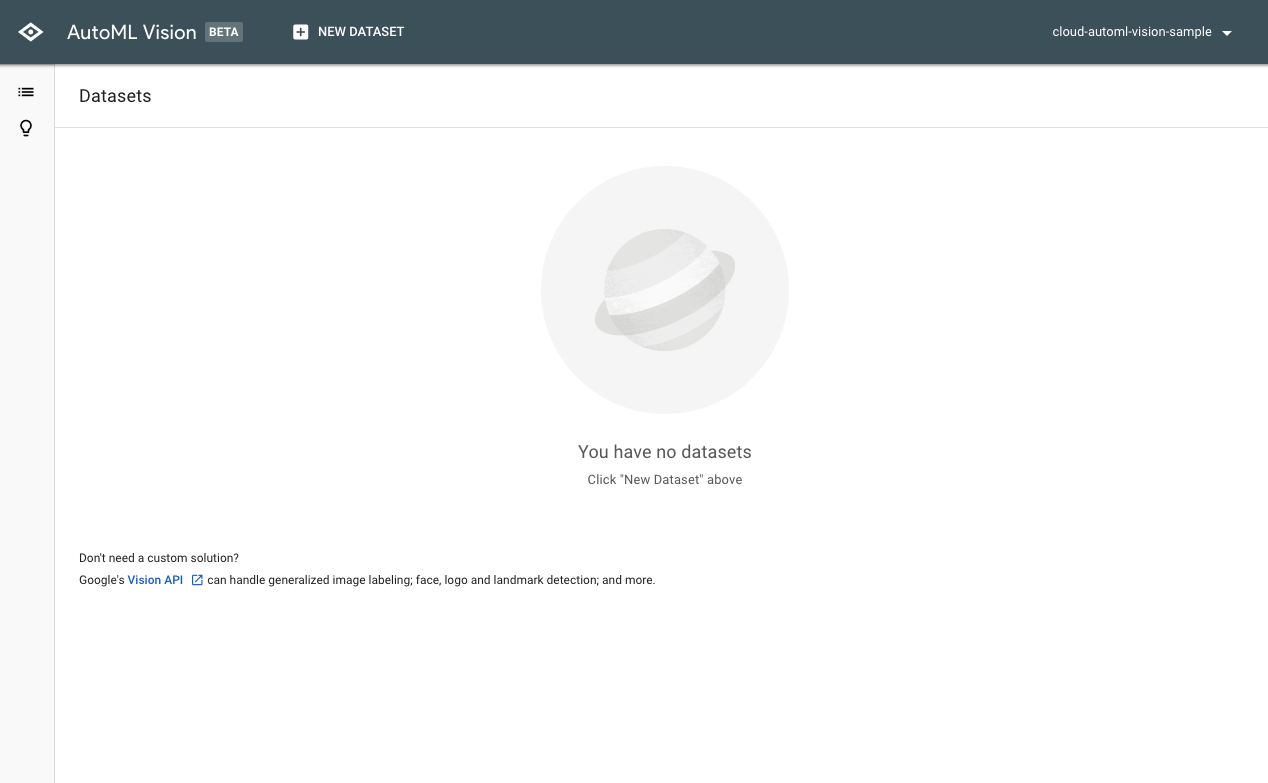 AutoML Vision BETA NEW DATASET cloud-automl-vision-sample
Datasets
You have no datasets
Click "New Dataset" above
Don't need a custom solution?
Google's Vision API can handle generalized image labeling; face, logo and landmark detection; and more.